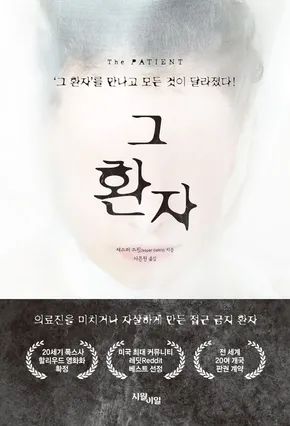 The PATIENT
'그 환자'를 만나고 모든 것이 달라졌다!
그
환자
재스퍼 드윗(Jasper DeWitt) 지음
서은원 옮김
의료진을 미치거나 자살하게 만든 접근 금지 환자
20세기 폭스사
할리우드 영화화
확정
미국 최대 커뮤니티
레딧Reddit
베스트 선정
전 세계
20여 개국
판권 계약
시월이일